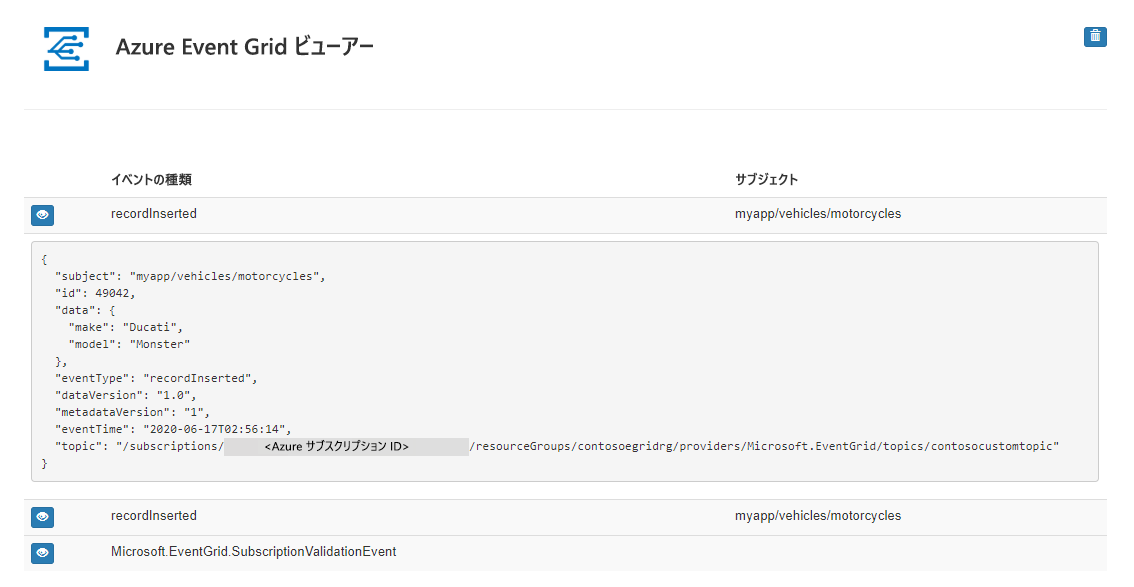 Azure Event Grid ビューアー
イベントの種類 サブジェクト
recordInserted myapp/vehicles/motorcycles
{
  "subject": "myapp/vehicles/motorcycles",
  "id": 49042,
  "data": {
    "make": "Ducati",
    "model": "Monster"
  },
  "eventType": "recordInserted",
  "dataVersion": "1.0",
  "metadataVersion": "1",
  "eventTime": "2020-06-17T02:56:14",
  "topic": "/subscriptions/ <Azure サブスクリプション ID> /resourceGroups/contosoegridrg/providers/Microsoft.EventGrid/topics/contosocustomtopic"
}
recordInserted myapp/vehicles/motorcycles
Microsoft.EventGrid.SubscriptionValidationEvent